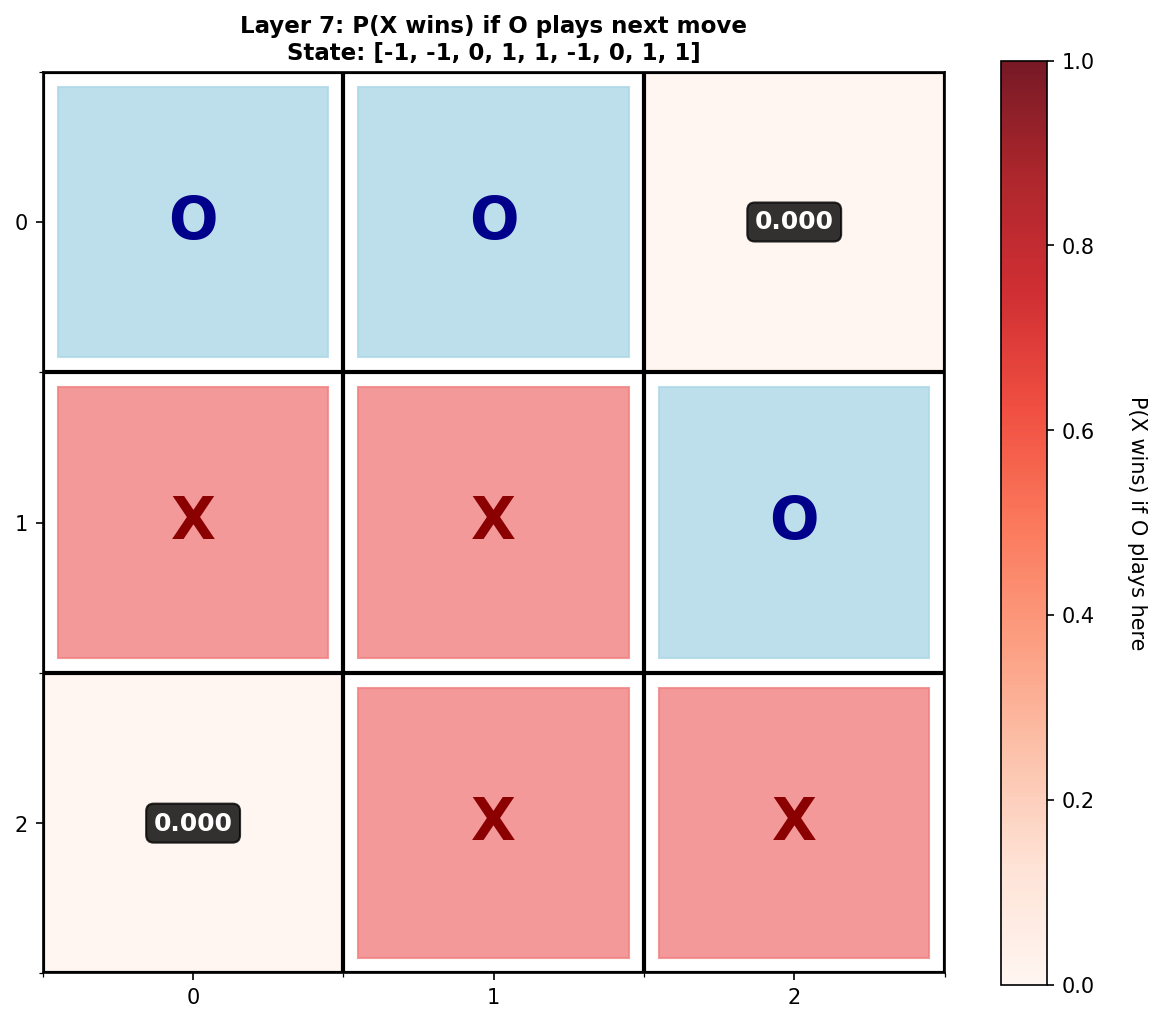 Layer 7: P(X wins) if O plays next move
State: [-1, -1, 0, 1, 1, -1, 0, 1, 1]
0
O
O
0.000
1
X
X
O
2
0.000
X
X
0
1
2
1.0
0.8
0.6
0.4
0.2
0.0
P(X wins) if O plays here